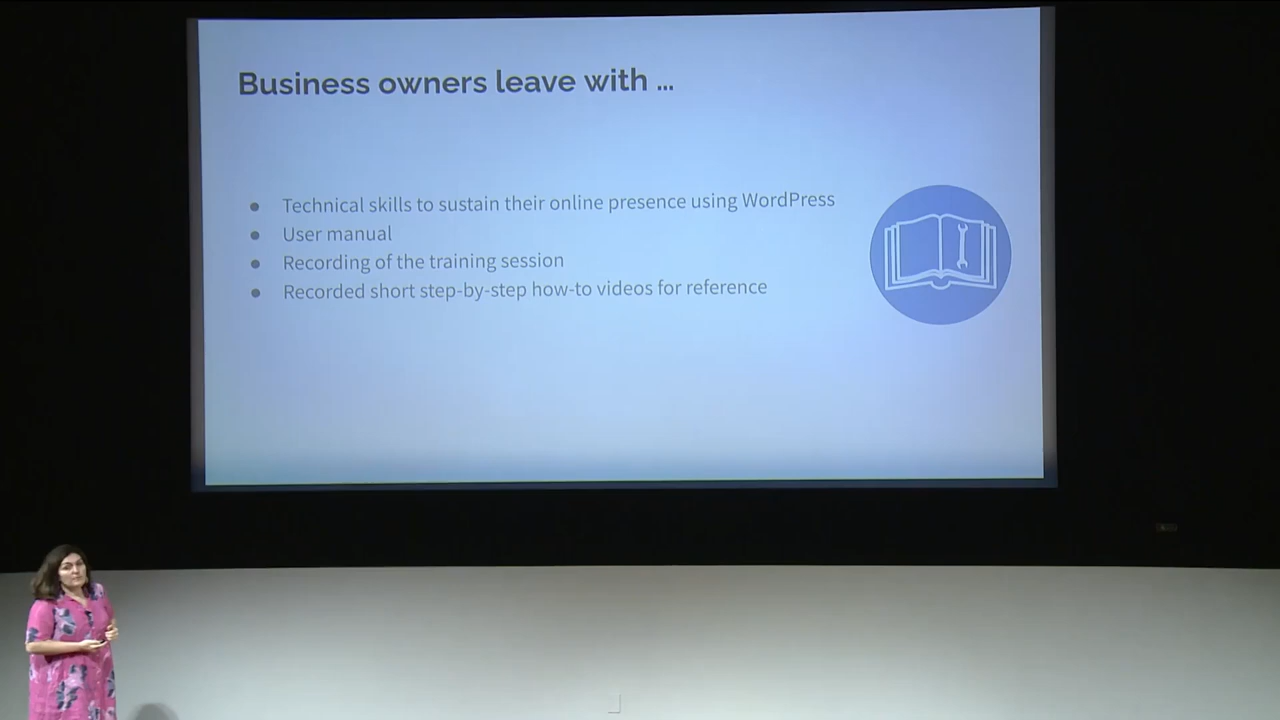 Business owners leave with ...
● Technical skills to sustain their online presence using WordPress
● User manual
● Recording of the training session
● Recorded short step-by-step how-to videos for reference